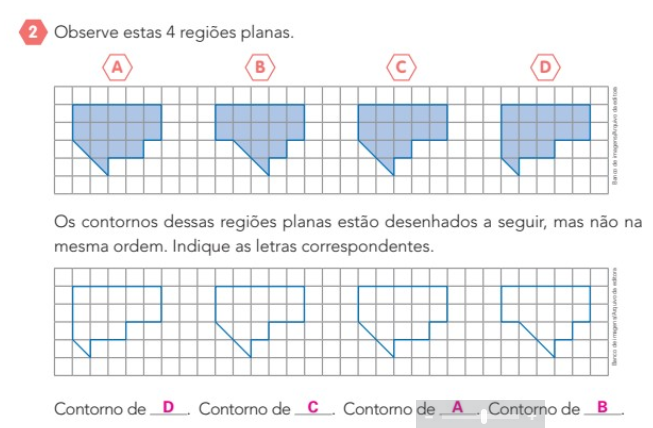 2 Observe estas 4 regiões planas.
A B C D
Banco de imagens/Arquivo da editora
Os contornos dessas regiões planas estão desenhados a seguir, mas não na
mesma ordem. Indique as letras correspondentes.
Banco de imagens/Arquivo da editora
Contorno de D. Contorno de C. Contorno de A. Contorno de B.